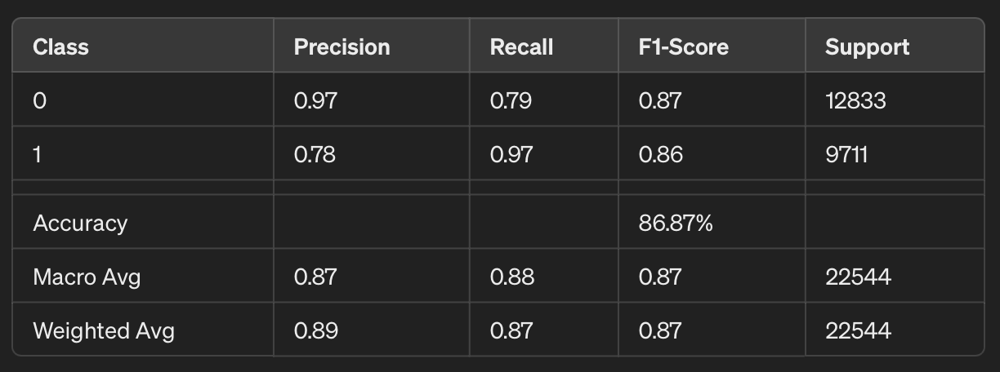 Class Precision Recall F1-Score Support
0 0.97 0.79 0.87 12833
1 0.78 0.97 0.86 9711
Accuracy 86.87%
Macro Avg 0.87 0.88 0.87 22544
Weighted Avg 0.89 0.87 0.87 22544